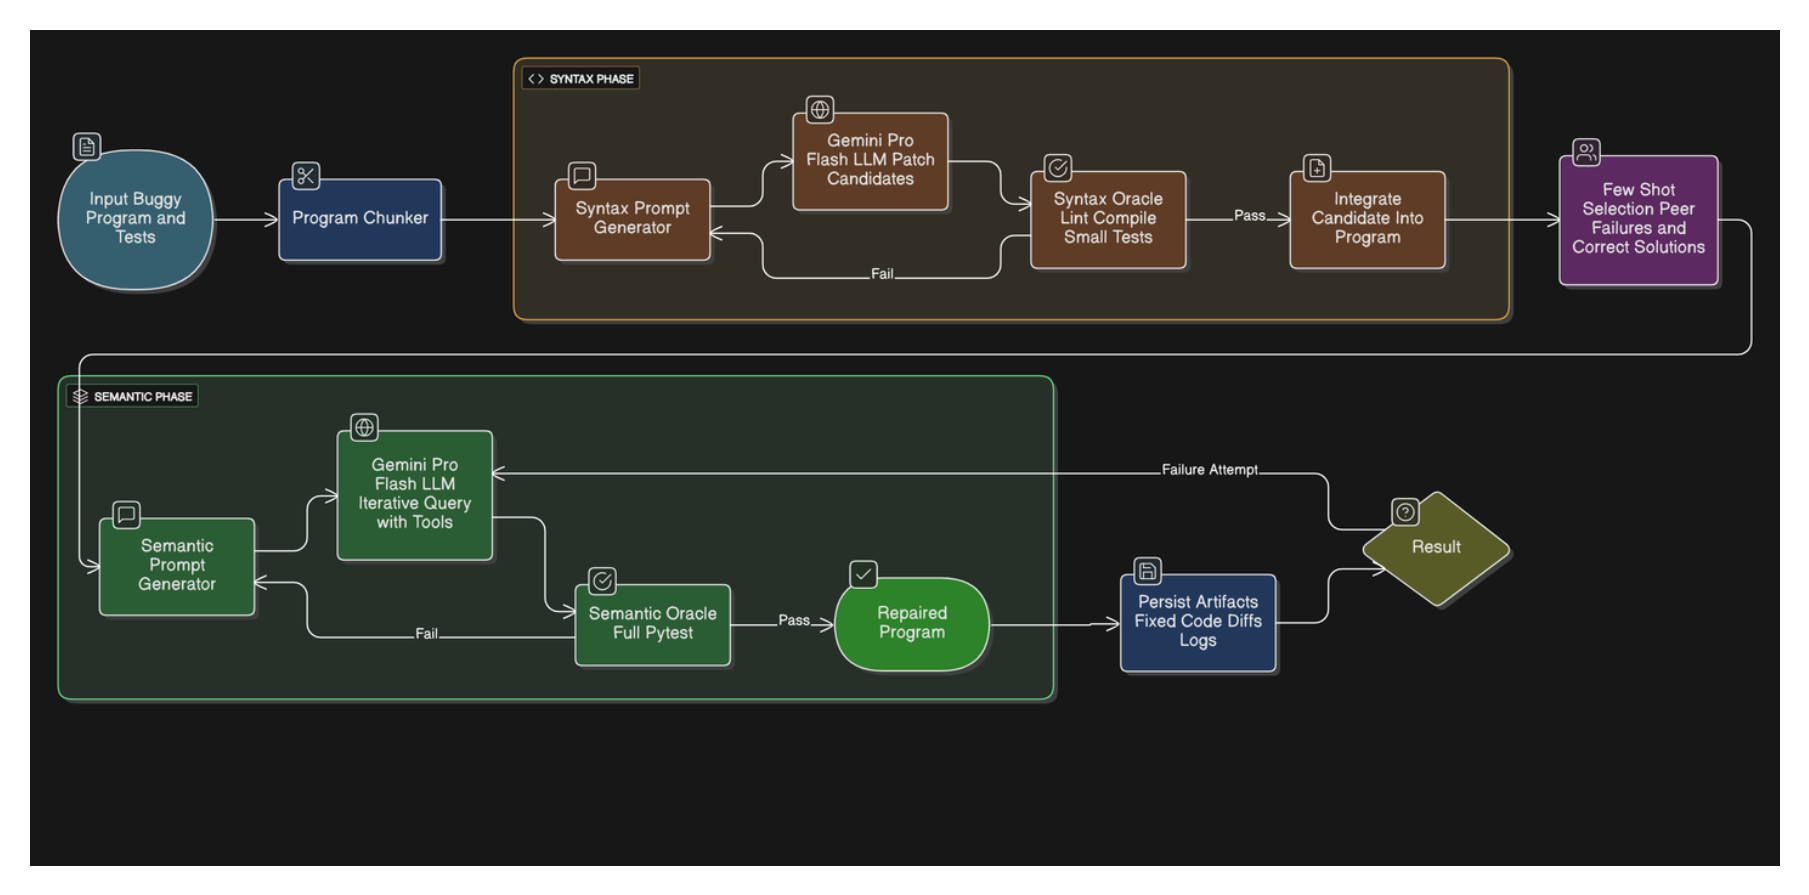 SYNTAX PHASE
Input Buggy
Program and
Tests
Program Chunker
Syntax Prompt
Generator
Gemini Pro
Flash LLM Patch
Candidates
Fail
Syntax Oracle
Lint Compile
Small Tests
Pass
Integrate
Candidate Into
Program
Few Shot
Selection Peer
Failures and
Correct Solutions
SEMANTIC PHASE
Semantic
Prompt
Generator
Gemini Pro
Flash LLM
Iterative Query
with Tools
Fail
Semantic Oracle
Full Pytest
Pass
Repaired
Program
Persist Artifacts
Fixed Code Diffs
Logs
Failure Attempt
Result